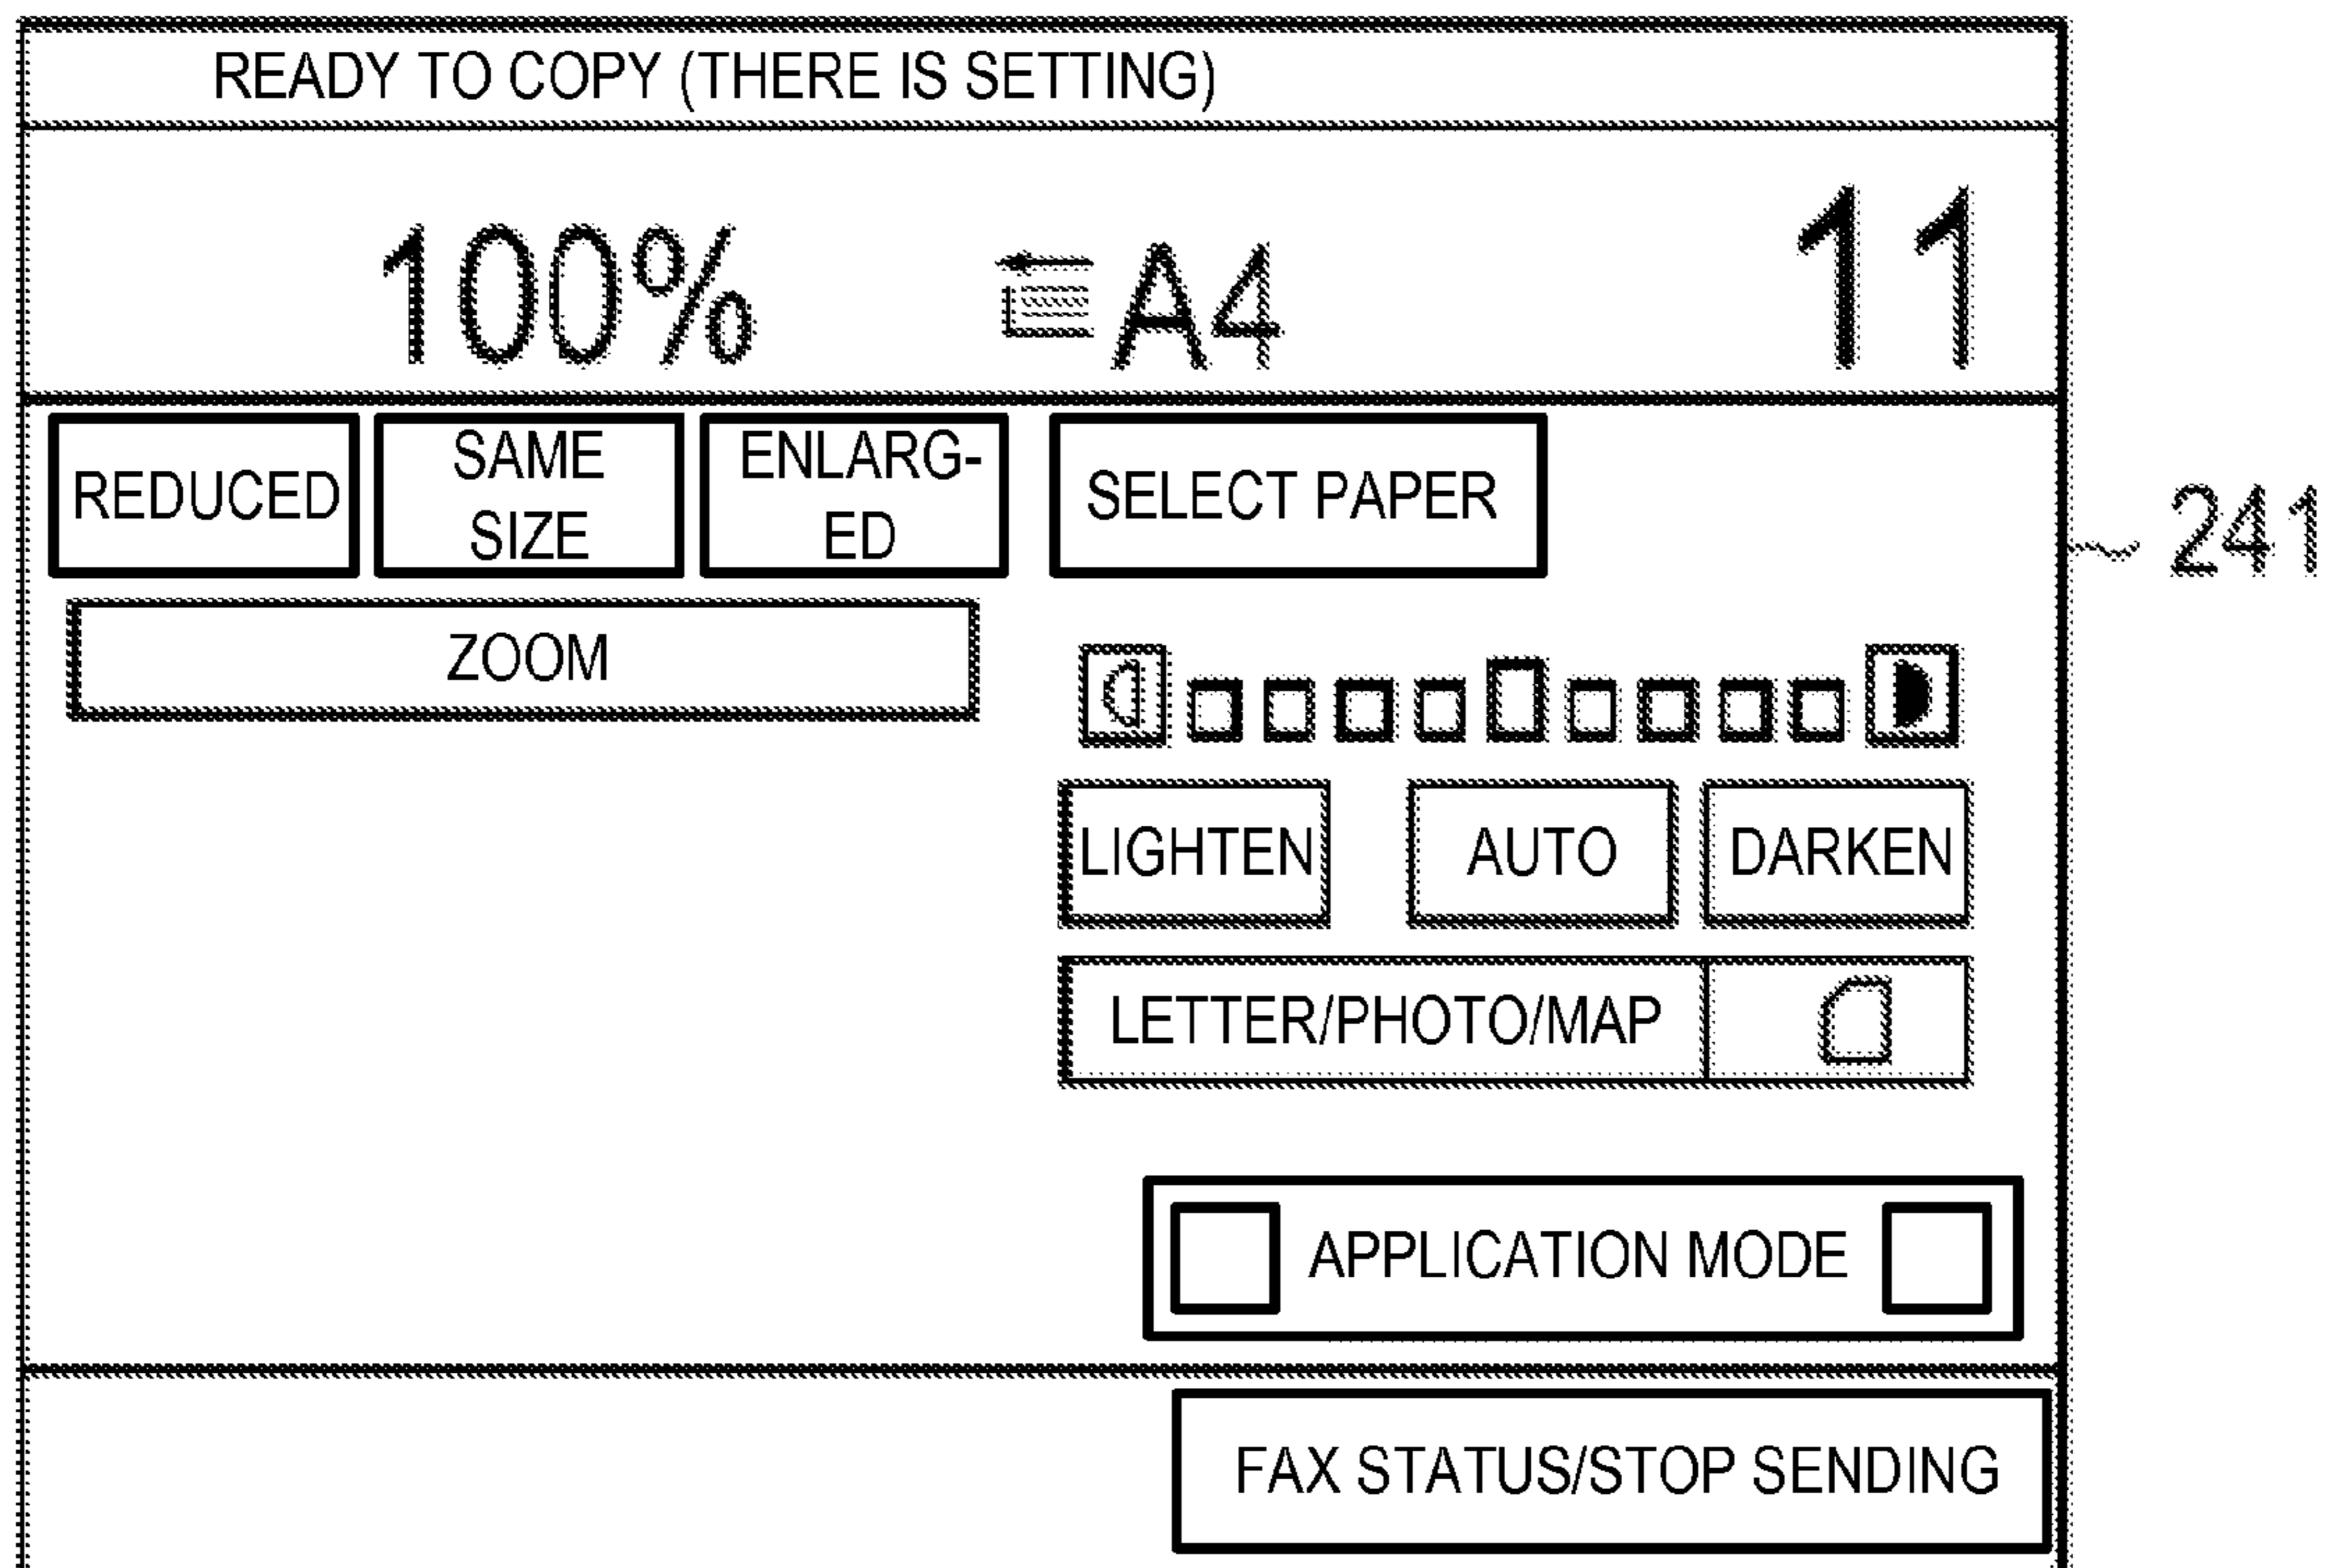 READY TO COPY (THERE IS SETTING)
100% A4 11
REDUCED
SAME
SIZE
ENLARG-
ED
SELECT PAPER
241
ZOOM
LIGHTEN
AUTO
DARKEN
LETTER/PHOTO/MAP
APPLICATION MODE
FAX STATUS/STOP SENDING